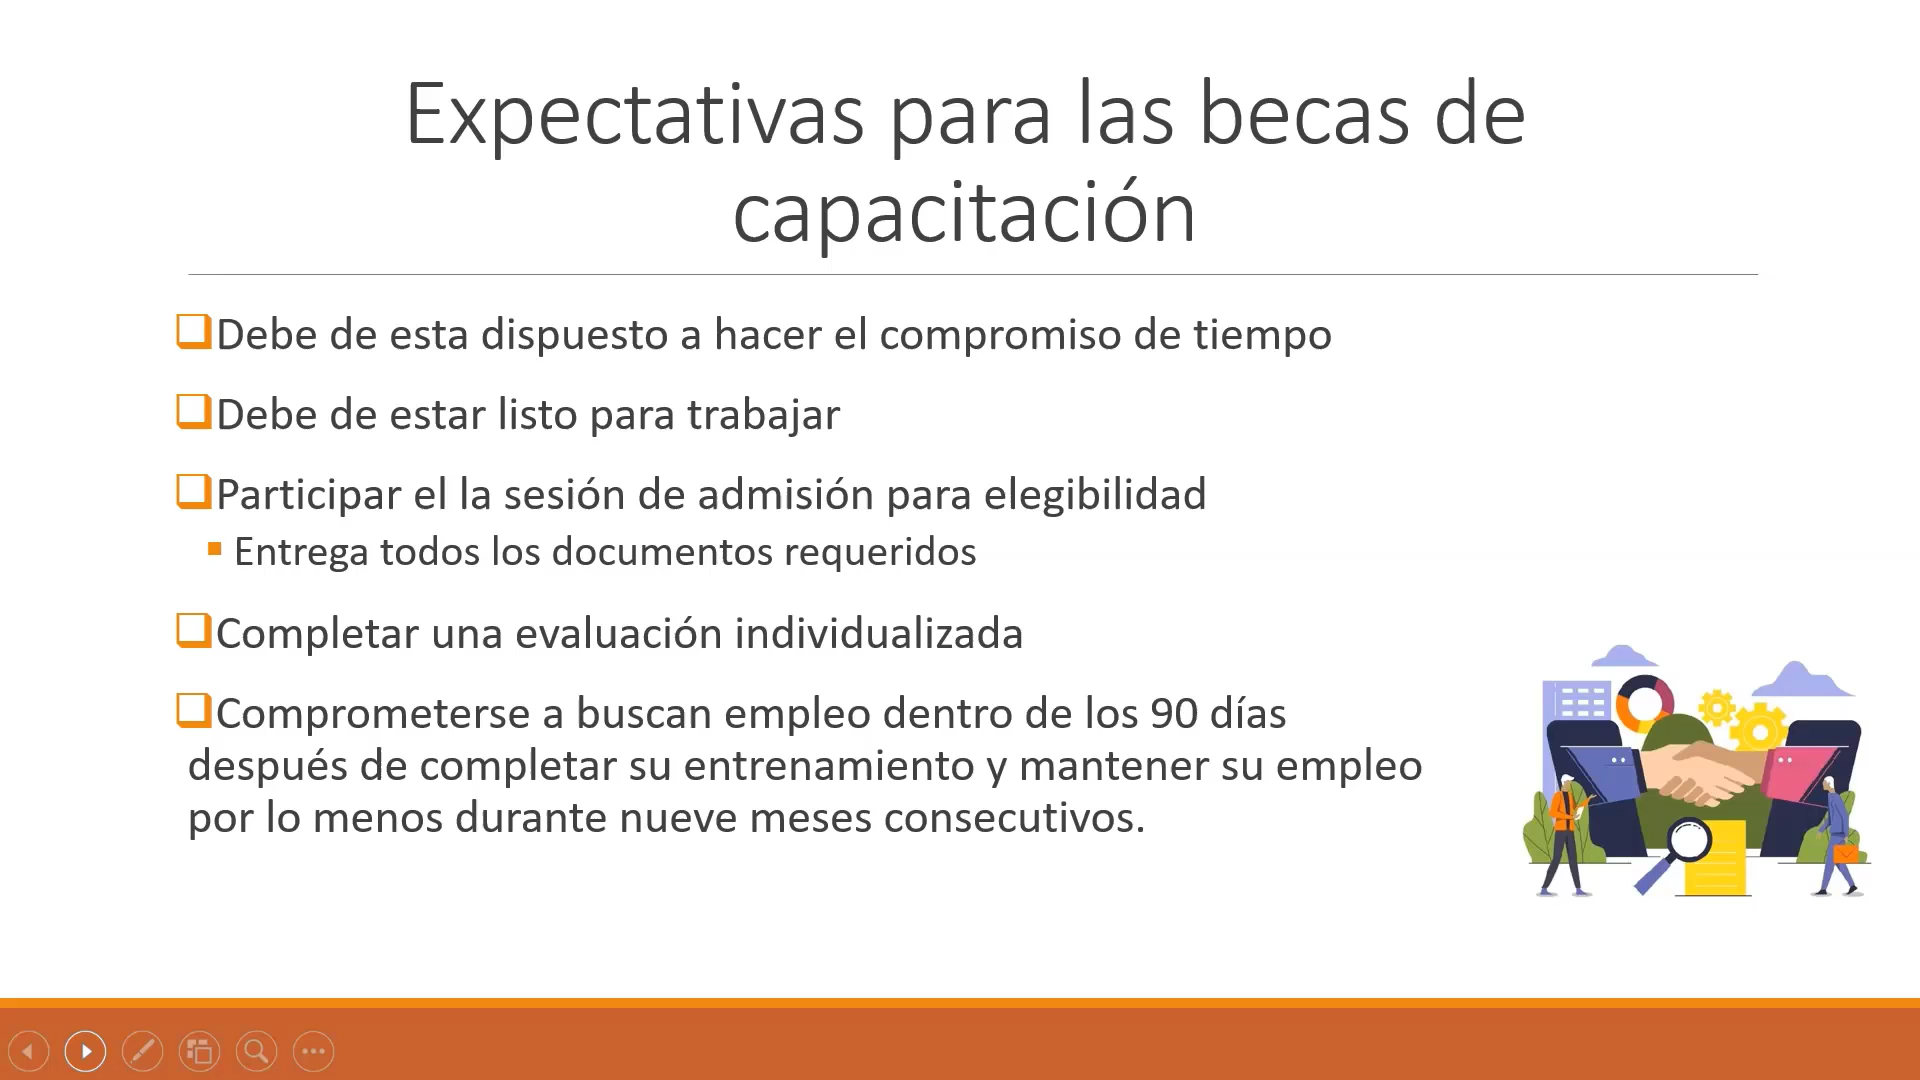 Expectativas para las becas de
capacitación
Debe de esta dispuesto a hacer el compromiso de tiempo
Debe de estar listo para trabajar
Participar el la sesión de admisión para elegibilidad
Entrega todos los documentos requeridos
Completar una evaluación individualizada
Comprometerse a buscan empleo dentro de los 90 días
después de completar su entrenamiento y mantener su empleo
por lo menos durante nueve meses consecutivos.